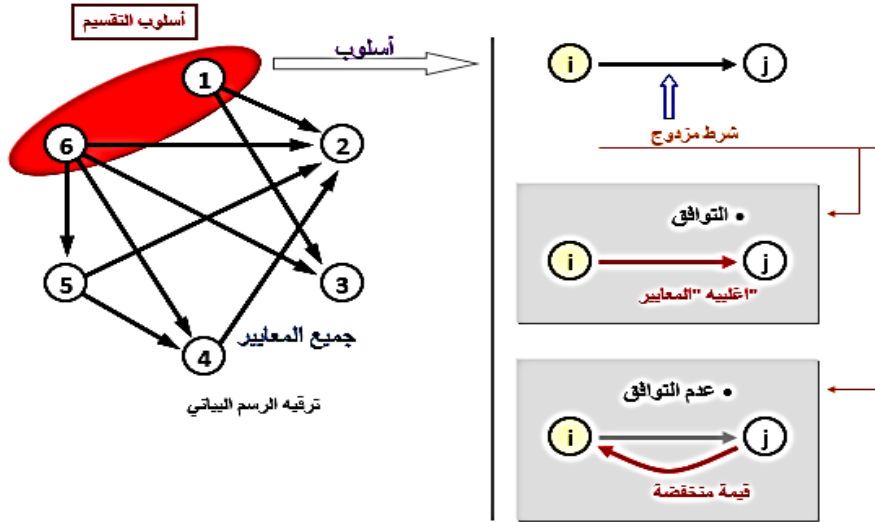 أسلوب التقسيم
أسلوب
1
6
2
5
3
4
جميع المعايير
ترقيه الرسم البياني
i
j
شرط مزدوج
• التوافق
i
j
"اغلبيه "المعايير
• عدم التوافق
i
j
قيمة منخفضة